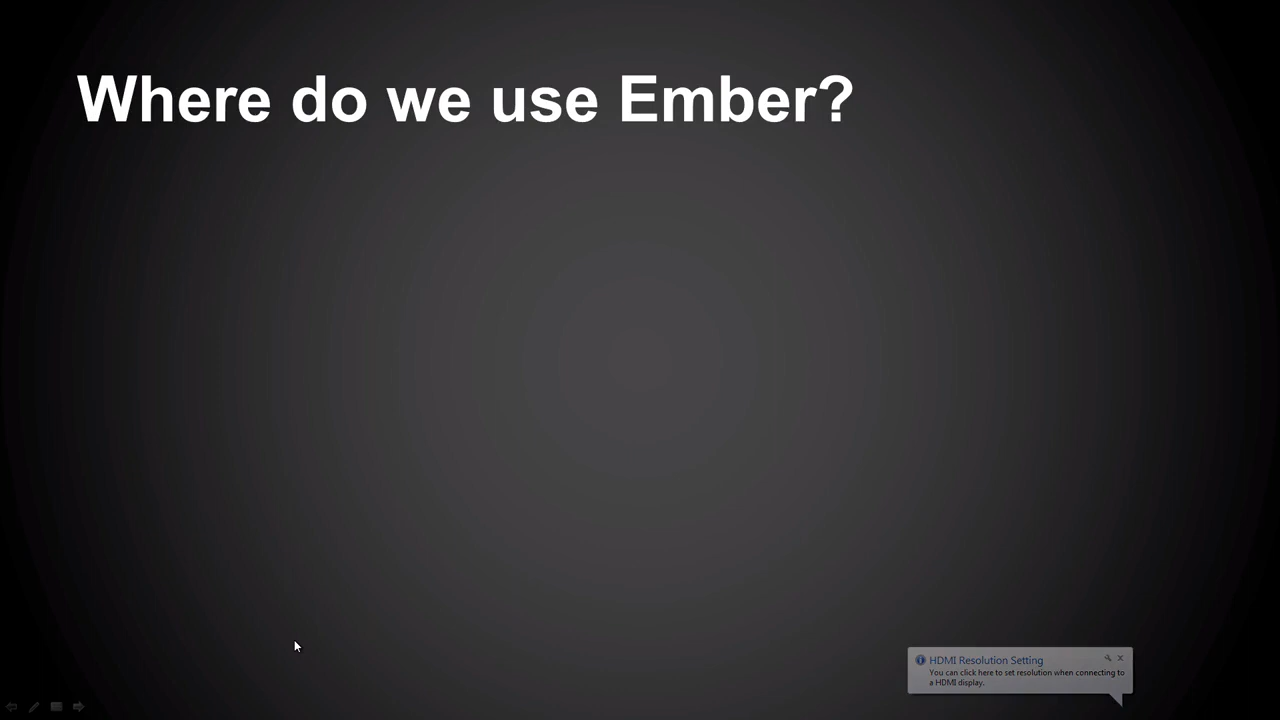 Where do we use Ember?
HDMI Resolution Setting
You can click here to set resolution when connecting to
a HDMI display.